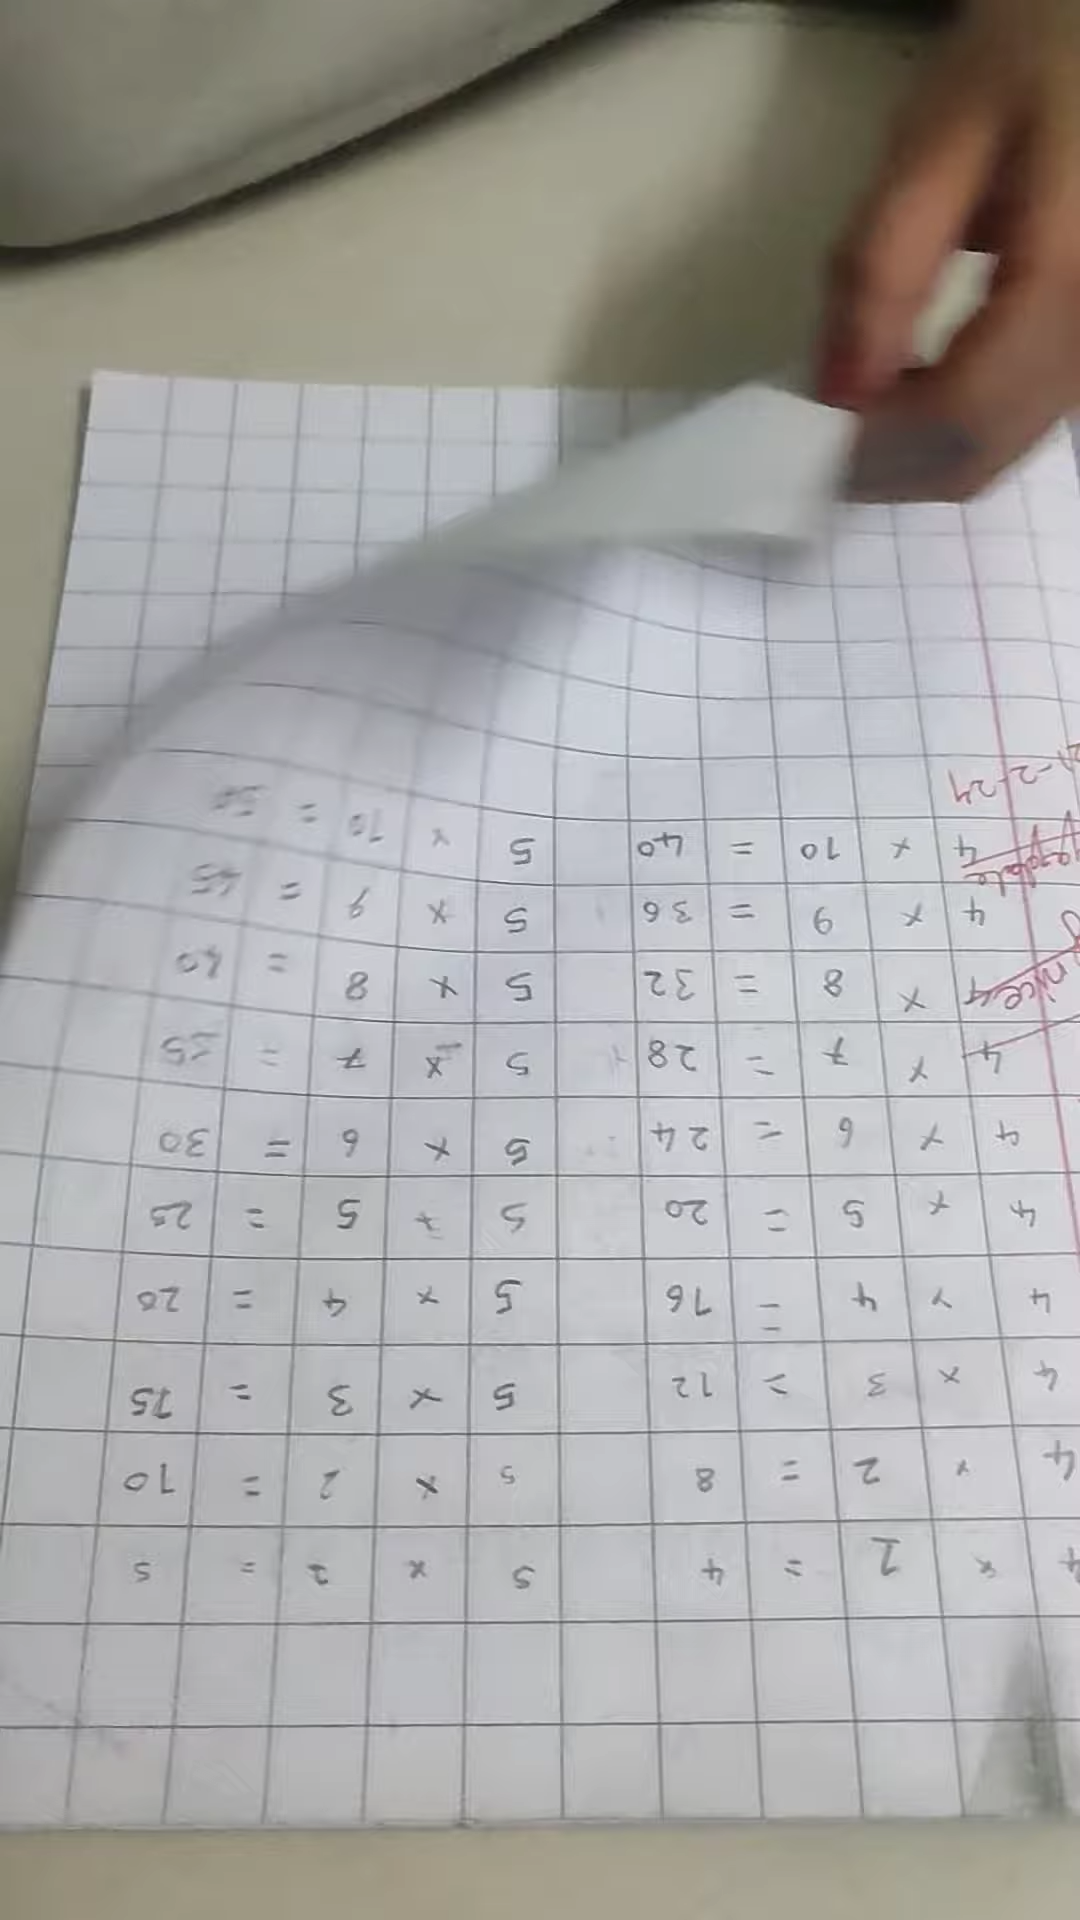 4 x 1 = 4 5 x 1 = 5
4 x 2 = 8 5 x 2 = 10
4 x 3 = 12 5 x 3 = 15
4 x 4 = 16 5 x 4 = 20
4 x 5 = 20 5 x 5 = 25
4 x 6 = 24 5 x 6 = 30
4 x 7 = 28 5 x 7 = 35
4 x 8 = 32 5 x 8 = 40
4 x 9 = 36 5 x 9 = 45
4 x 10 = 40 5 x 10 = 50
nice